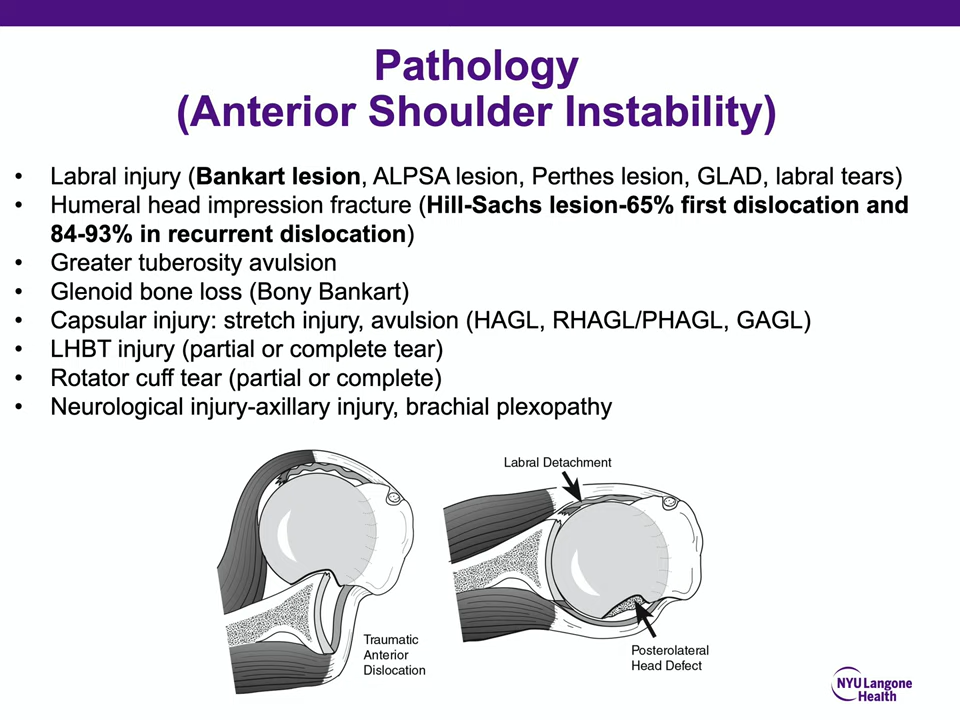 Pathology
(Anterior Shoulder Instability)
• Labral injury (Bankart lesion, ALPSA lesion, Perthes lesion, GLAD, labral tears)
• Humeral head impression fracture (Hill-Sachs lesion-65% first dislocation and
84-93% in recurrent dislocation)
• Greater tuberosity avulsion
• Glenoid bone loss (Bony Bankart)
• Capsular injury: stretch injury, avulsion (HAGL, RHAGL/PHAGL, GAGL)
• LHBT injury (partial or complete tear)
• Rotator cuff tear (partial or complete)
• Neurological injury-axillary injury, brachial plexopathy
Labral Detachment
Traumatic
Anterior
Dislocation
Posterolateral
Head Defect
NYU Langone
Health